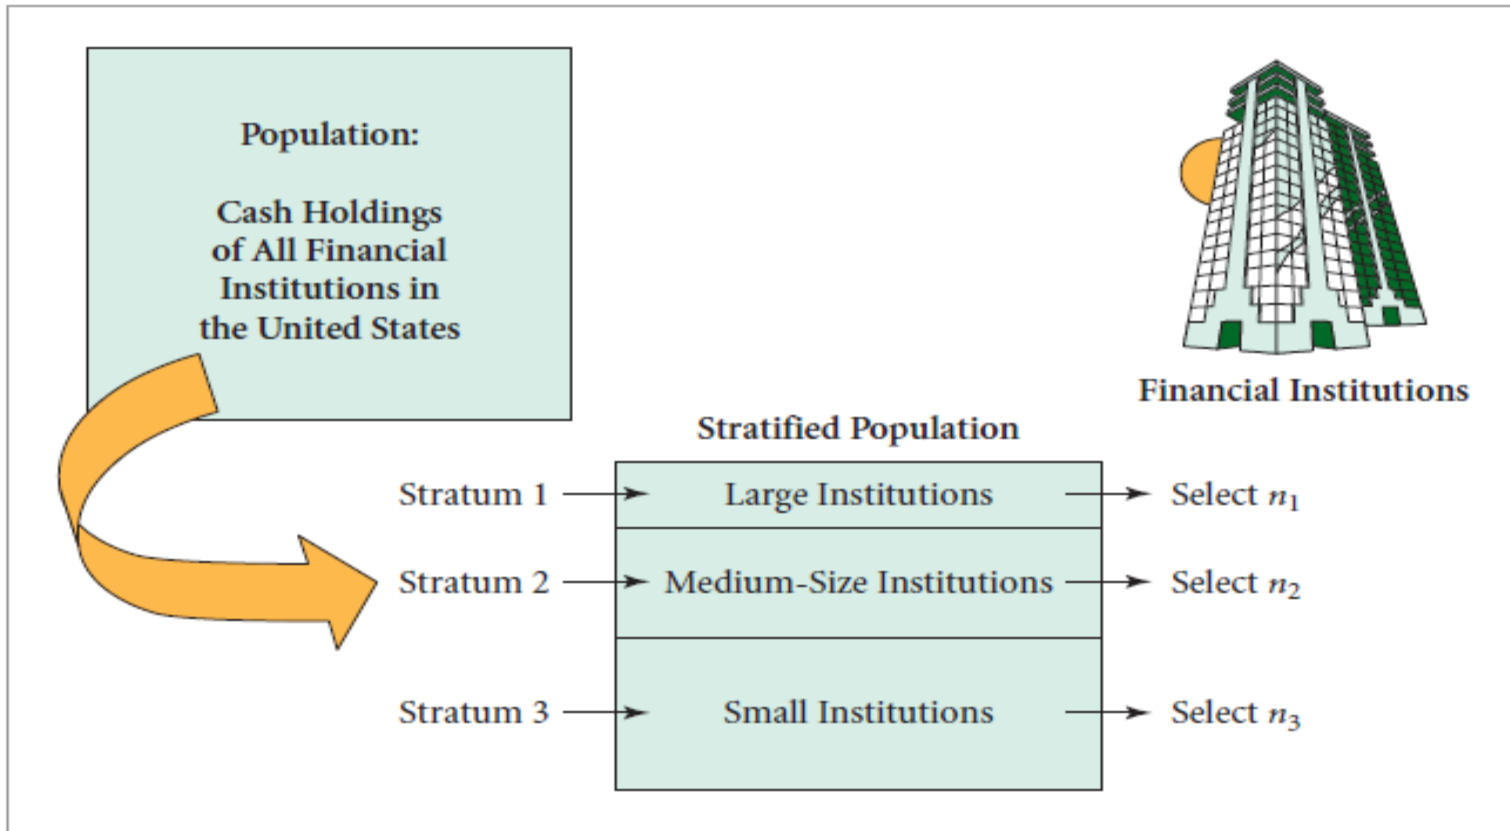 Population:
Cash Holdings
of All Financial
Institutions in
the United States
Financial Institutions
Stratified Population
Stratum 1
Large Institutions
Select n₁
Stratum 2
Medium-Size Institutions
Select n₂
Stratum 3
Small Institutions
Select n₃